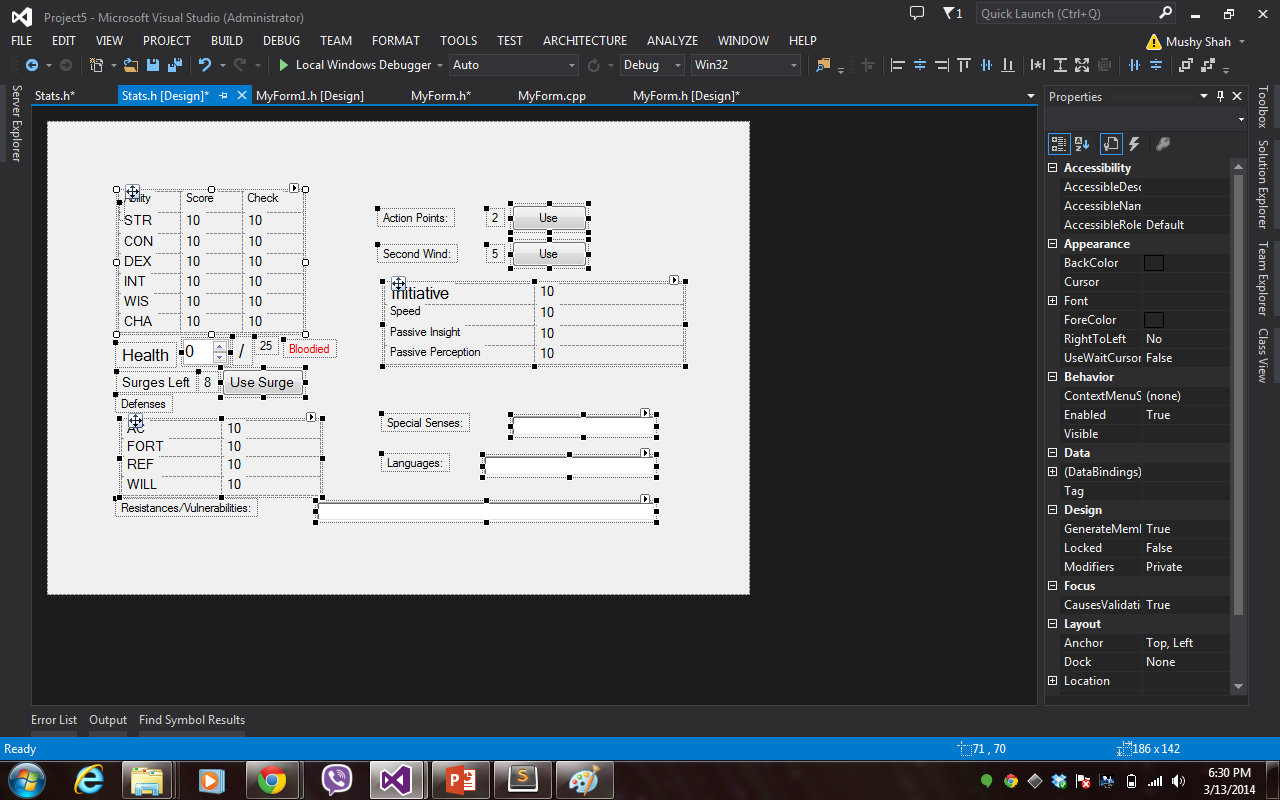 Project5 - Microsoft Visual Studio (Administrator)
1
Quick Launch (Ctrl+Q)
FILE EDIT VIEW PROJECT BUILD DEBUG TEAM FORMAT TOOLS TEST ARCHITECTURE ANALYZE WINDOW HELP
Mushy Shah
Local Windows Debugger Auto Debug Win32
Server Explorer
Stats.h* Stats.h [Design]* MyForm1.h [Design] MyForm.h* MyForm.cpp MyForm.h [Design]*
Score Check
STR 10 10
CON 10 10
DEX 10 10
INT 10 10
WIS 10 10
CHA 10 10
Health 0 / 25 Bloodied
Surges Left 8 Use Surge
Defenses
AC 10
FORT 10
REF 10
WILL 10
Resistances/Vulnerabilities:
Action Points: 2 Use
Second Wind: 5 Use
Initiative 10
Speed 10
Passive Insight 10
Passive Perception 10
Special Senses:
Languages:
Properties
Accessibility
AccessibleDesc
AccessibleNam
AccessibleRole Default
Appearance
BackColor
Cursor
Font
ForeColor
RightToLeft No
UseWaitCursor False
Behavior
ContextMenuS (none)
Enabled True
Visible
Data
(DataBindings)
Tag
Design
GenerateMeml True
Locked False
Modifiers Private
Focus
CausesValidati True
Layout
Anchor Top, Left
Dock None
Location
Toolbox
Solution Explorer
Team Explorer
Class View
Error List Output Find Symbol Results
Ready 71 , 70 186 x 142
6:30 PM
3/13/2014